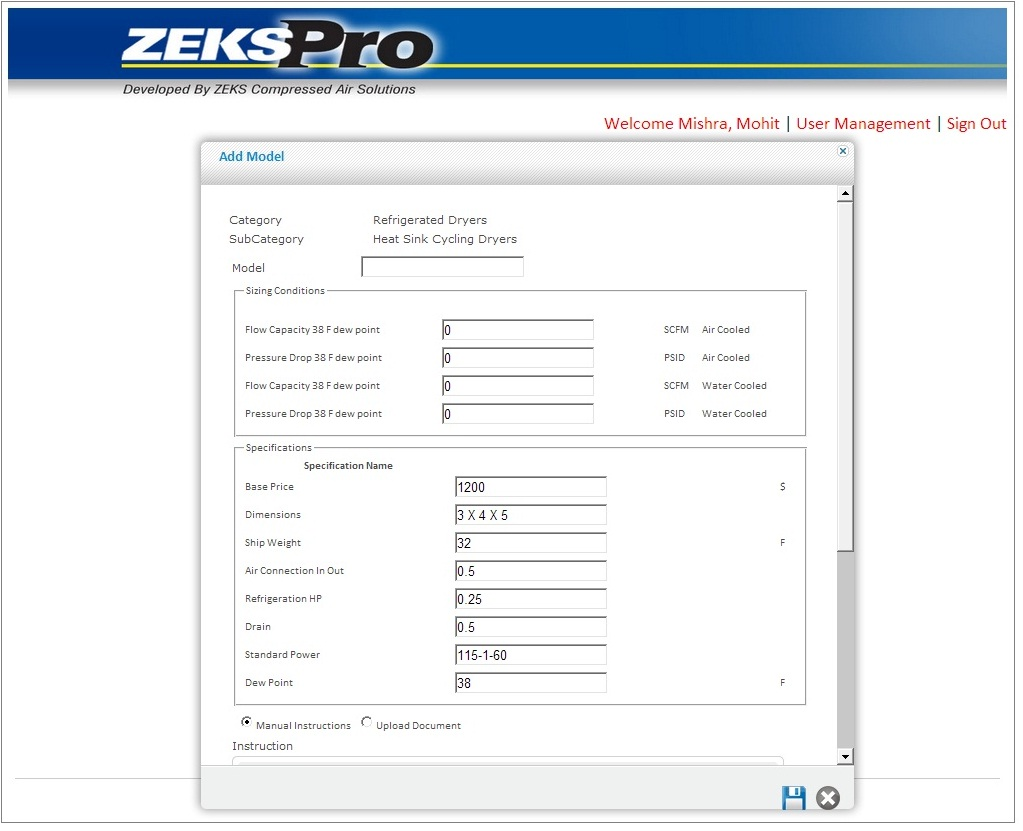 ZEKSPro
Developed By ZEKS Compressed Air Solutions
Welcome Mishra, Mohit | User Management | Sign Out
Add Model
Category Refrigerated Dryers
SubCategory Heat Sink Cycling Dryers
Model
Sizing Conditions
Flow Capacity 38 F dew point 0 SCFM Air Cooled
Pressure Drop 38 F dew point 0 PSID Air Cooled
Flow Capacity 38 F dew point 0 SCFM Water Cooled
Pressure Drop 38 F dew point 0 PSID Water Cooled
Specifications
Specification Name
Base Price 1200 $
Dimensions 3 X 4 X 5
Ship Weight 32 F
Air Connection In Out 0.5
Refrigeration HP 0.25
Drain 0.5
Standard Power 115-1-60
Dew Point 38 F
Manual Instructions Upload Document
Instruction